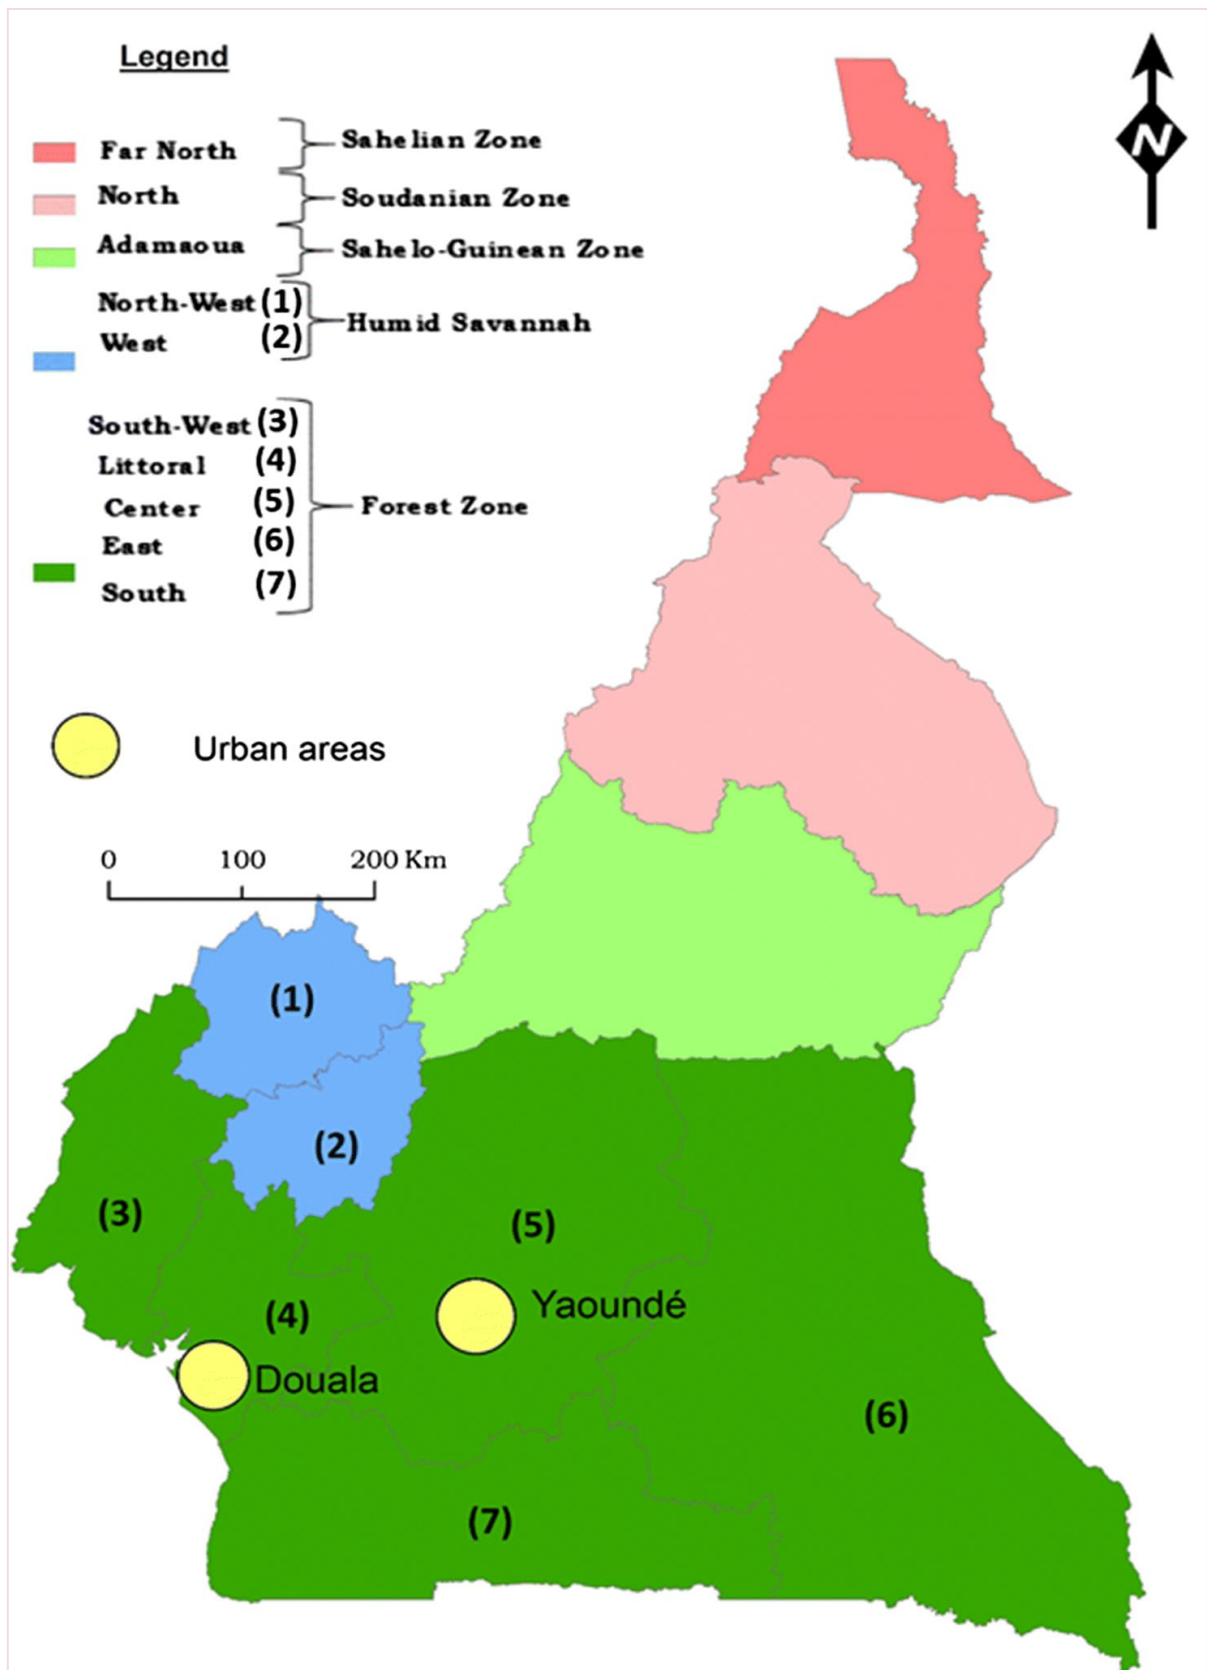 Legend
Far North
Sahelian Zone
North
Soudanian Zone
Adamaoua
Sahelo-Guinean Zone
North-West (1)
West (2)
Humid Savannah
South-West (3)
Littoral (4)
Center (5)
East (6)
South (7)
Forest Zone
N
Urban areas
0 100 200 Km
(1)
(2)
(3)
(5)
Yaoundé
(4)
Douala
(6)
(7)